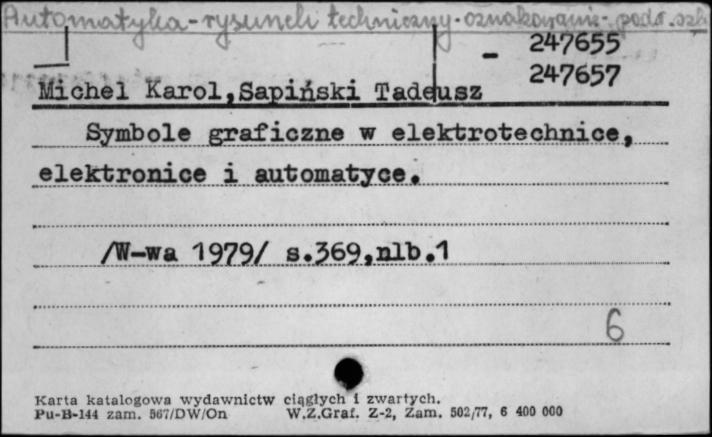 Automatyka - rysunek techniczny - oznakowanie - podr. szk
- 247655
247657
Michel Karol,Sapiński Tadeusz
Symbole graficzne w elektrotechnice,
elektronice i automatyce.
/W-wa 1979/ s.369,nlb.1
6
Karta katalogowa wydawnictw ciągłych i zwartych.
Pu-B-144 zam. 567/DW/On W.Z.Graf. Z-2, Zam. 502/77, 6 400 000